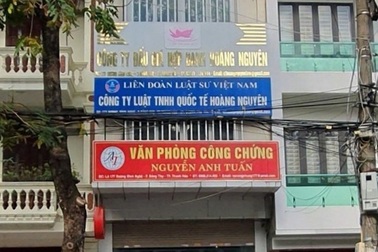 CÔNG TY ĐẤU GIÁ HỢP DANH HOÀNG NGUYÊN
LIÊN ĐOÀN LUẬT SƯ VIỆT NAM
CÔNG TY LUẬT TNHH QUỐC TẾ HOÀNG NGUYÊN
VĂN PHÒNG CÔNG CHỨNG
NGUYỄN ANH TUẤN